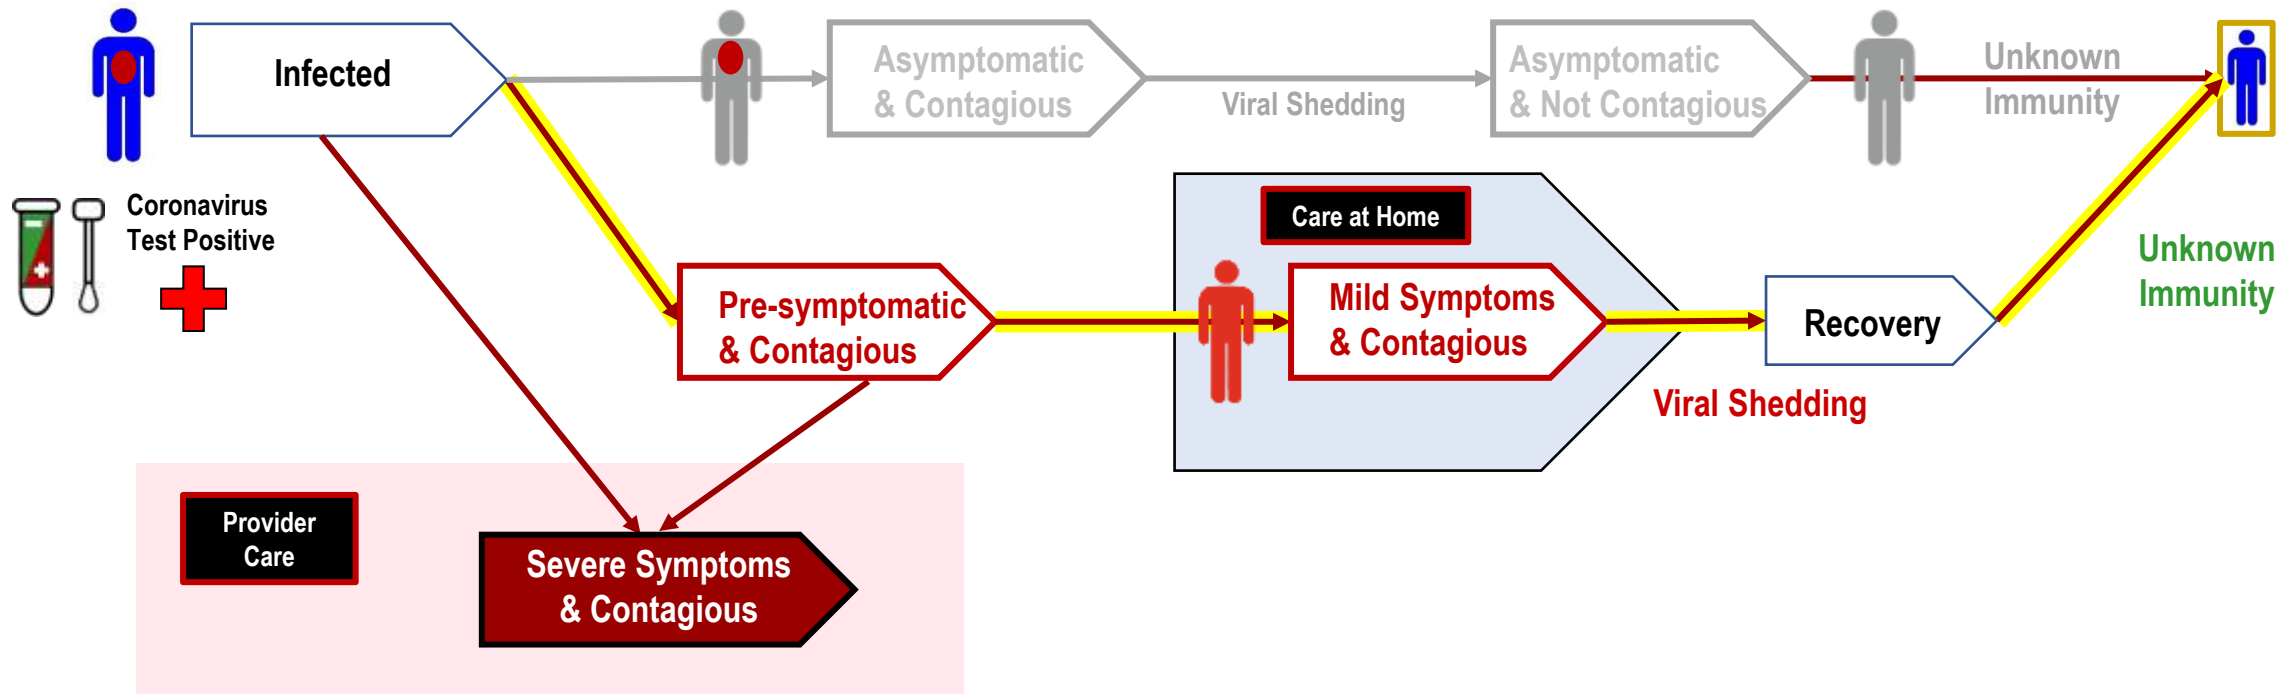 Infected
Asymptomatic
& Contagious
Viral Shedding
Asymptomatic
& Not Contagious
Unknown
Immunity
Coronavirus
Test Positive
Care at Home
Pre-symptomatic
& Contagious
Mild Symptoms
& Contagious
Viral Shedding
Recovery
Unknown
Immunity
Provider
Care
Severe Symptoms
& Contagious